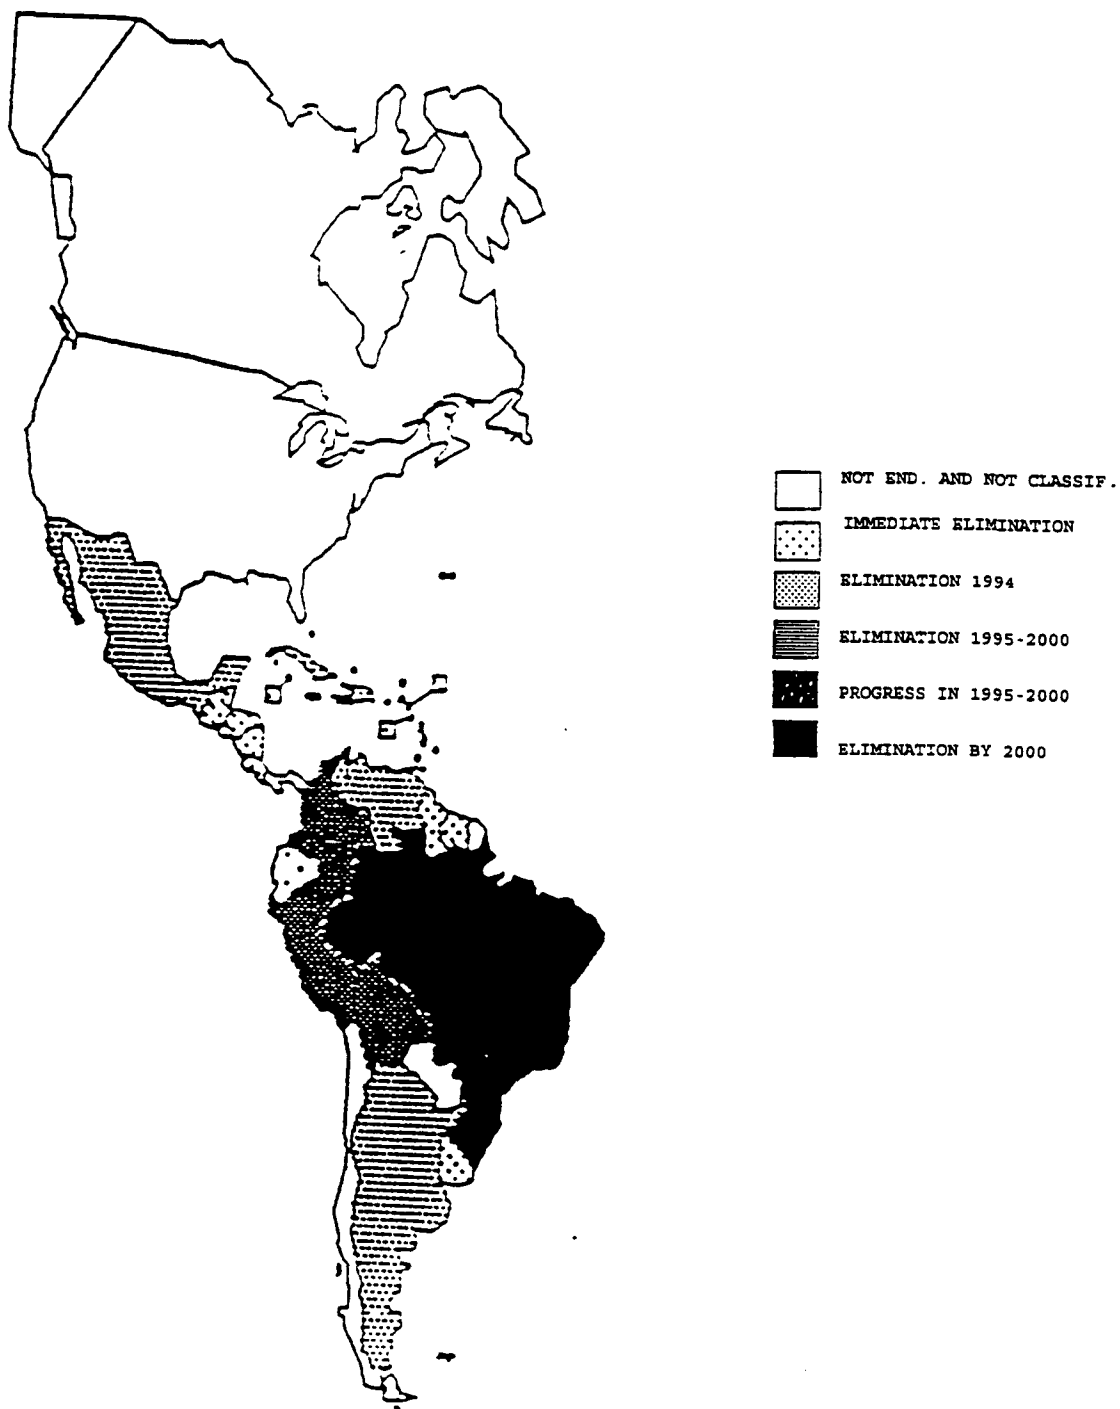 NOT END. AND NOT CLASSIF.
IMMEDIATE ELIMINATION
ELIMINATION 1994
ELIMINATION 1995-2000
PROGRESS IN 1995-2000
ELIMINATION BY 2000